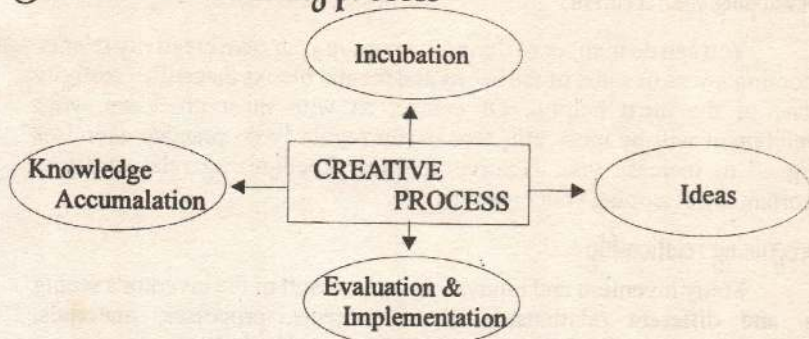 Incubation
Knowledge
Accumalation
CREATIVE
PROCESS
Ideas
Evaluation &
Implementation